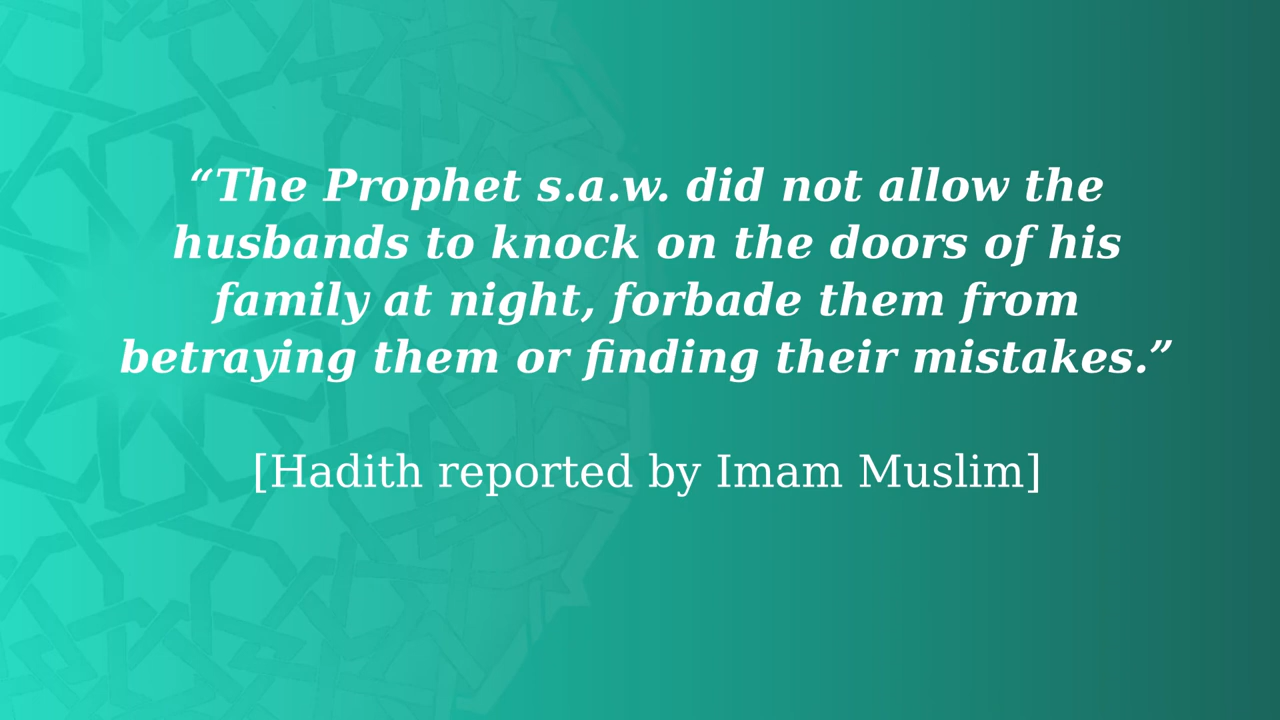 “The Prophet s.a.w. did not allow the
husbands to knock on the doors of his
family at night, forbade them from
betraying them or finding their mistakes.”
[Hadith reported by Imam Muslim]